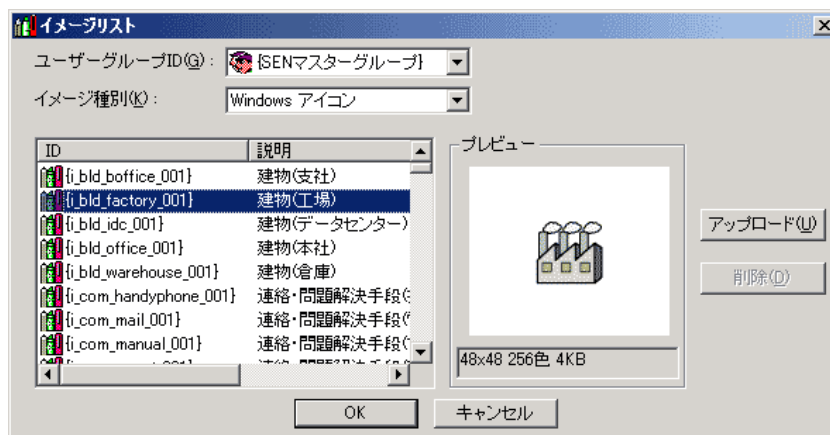 イメージリスト
ユーザーグループID(G): {SENマスターグループ}
イメージ種別(K): Windows アイコン
ID 説明
{i_bld_boffice_001} 建物(支社)
{i_bld_factory_001} 建物(工場)
{i_bld_idc_001} 建物(データセンター)
{i_bld_office_001} 建物(本社)
{i_bld_warehouse_001} 建物(倉庫)
{i_com_handyphone_001} 連絡・問題解決手段(
{i_com_mail_001} 連絡・問題解決手段(
{i_com_manual_001} 連絡・問題解決手段(
プレビュー
48x48 256色 4KB
アップロード(U)
削除(D)
OK キャンセル